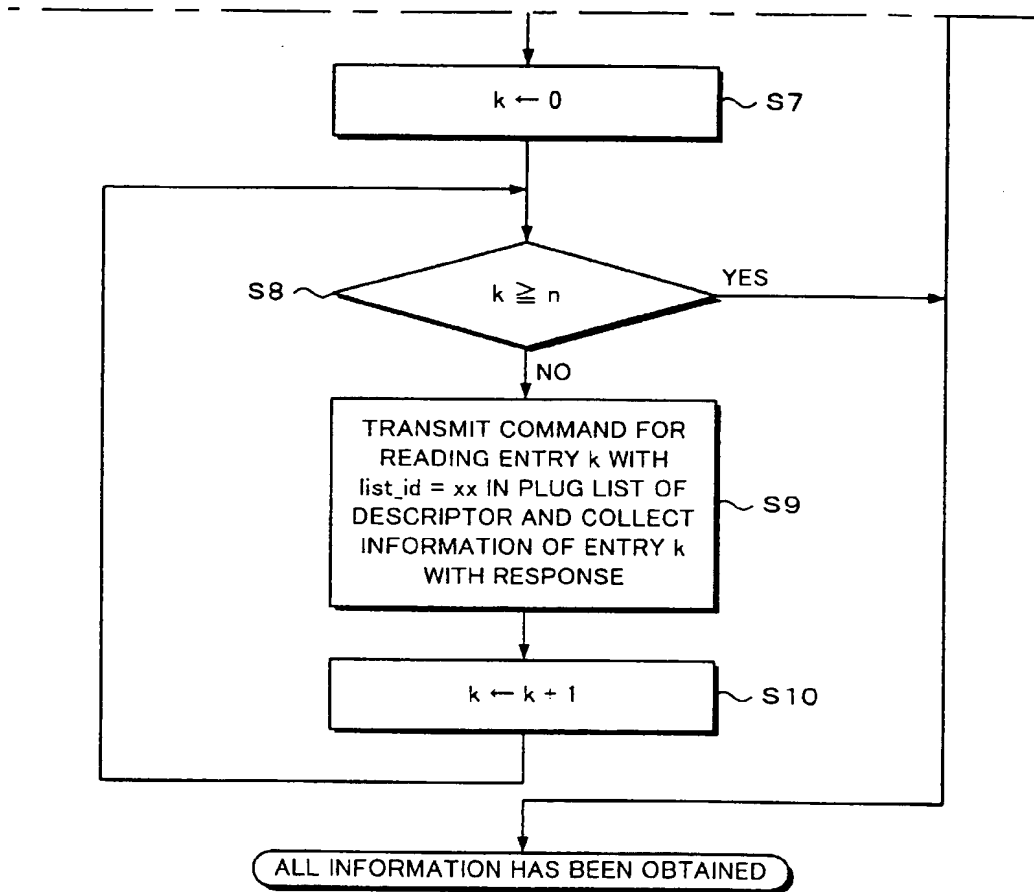 k ← 0
S7
S8
k ≧ n
YES
NO
TRANSMIT COMMAND FOR
READING ENTRY k WITH
list_id = xx IN PLUG LIST OF
DESCRIPTOR AND COLLECT
INFORMATION OF ENTRY k
WITH RESPONSE
S9
k ← k + 1
S10
ALL INFORMATION HAS BEEN OBTAINED